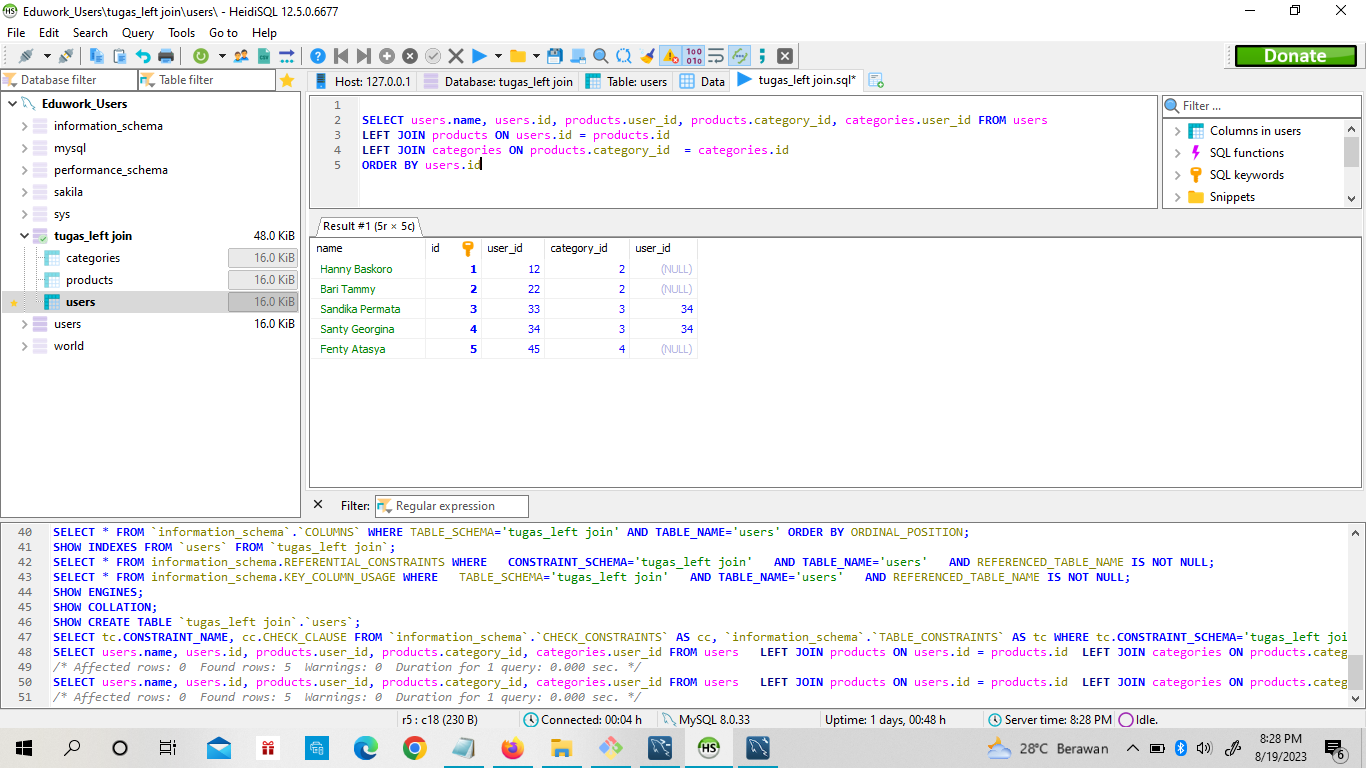 Eduwork_Users\tugas_left join\users\ - HeidiSQL 12.5.0.6677
File Edit Search Query Tools Go to Help
Donate
Database filter Table filter
Host: 127.0.0.1 Database: tugas_left join Table: users Data tugas_left join.sql*
Eduwork_Users
information_schema
mysql
performance_schema
sakila
sys
tugas_left join 48.0 KiB
categories 16.0 KiB
products 16.0 KiB
users 16.0 KiB
users 16.0 KiB
world
1
2 SELECT users.name, users.id, products.user_id, products.category_id, categories.user_id FROM users
3 LEFT JOIN products ON users.id = products.id
4 LEFT JOIN categories ON products.category_id  = categories.id
5 ORDER BY users.id
Filter ...
Columns in users
SQL functions
SQL keywords
Snippets
Result #1 (5r × 5c)
name id user_id category_id user_id
Hanny Baskoro 1 12 2 (NULL)
Bari Tammy 2 22 2 (NULL)
Sandika Permata 3 33 3 34
Santy Georgina 4 34 3 34
Fenty Atasya 5 45 4 (NULL)
Filter: Regular expression
40 SELECT * FROM `information_schema`.`COLUMNS` WHERE TABLE_SCHEMA='tugas_left join' AND TABLE_NAME='users' ORDER BY ORDINAL_POSITION;
41 SHOW INDEXES FROM `users` FROM `tugas_left join`;
42 SELECT * FROM information_schema.REFERENTIAL_CONSTRAINTS WHERE   CONSTRAINT_SCHEMA='tugas_left join'   AND TABLE_NAME='users'   AND REFERENCED_TABLE_NAME IS NOT NULL;
43 SELECT * FROM information_schema.KEY_COLUMN_USAGE WHERE   TABLE_SCHEMA='tugas_left join'   AND TABLE_NAME='users'   AND REFERENCED_TABLE_NAME IS NOT NULL;
44 SHOW ENGINES;
45 SHOW COLLATION;
46 SHOW CREATE TABLE `tugas_left join`.`users`;
47 SELECT tc.CONSTRAINT_NAME, cc.CHECK_CLAUSE FROM `information_schema`.`CHECK_CONSTRAINTS` AS cc, `information_schema`.`TABLE_CONSTRAINTS` AS tc WHERE tc.CONSTRAINT_SCHEMA='tugas_left joi
48 SELECT users.name, users.id, products.user_id, products.category_id, categories.user_id FROM users   LEFT JOIN products ON users.id = products.id  LEFT JOIN categories ON products.categ
49 /* Affected rows: 0  Found rows: 5  Warnings: 0  Duration for 1 query: 0.000 sec. */
50 SELECT users.name, users.id, products.user_id, products.category_id, categories.user_id FROM users   LEFT JOIN products ON users.id = products.id  LEFT JOIN categories ON products.categ
51 /* Affected rows: 0  Found rows: 5  Warnings: 0  Duration for 1 query: 0.000 sec. */
r5 : c18 (230 B) Connected: 00:04 h MySQL 8.0.33 Uptime: 1 days, 00:48 h Server time: 8:28 PM Idle.
28°C Berawan
8:28 PM
8/19/2023
6